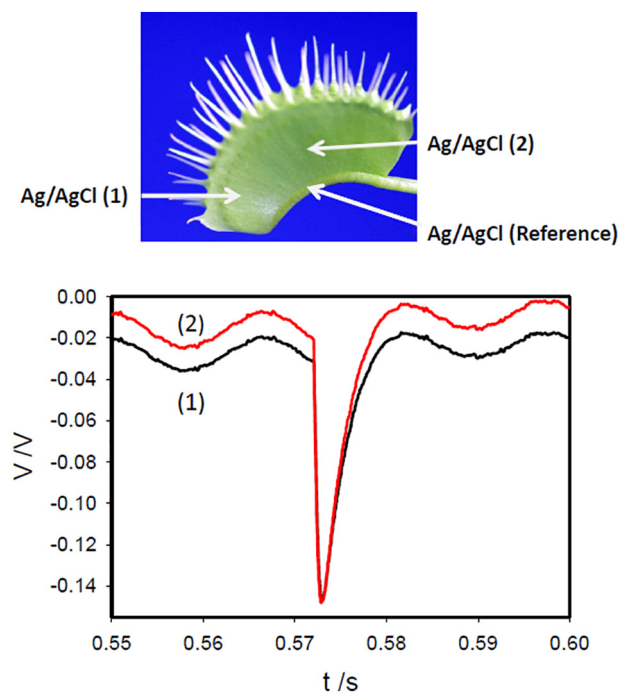 Ag/AgCl (2)
Ag/AgCl (1)
Ag/AgCl (Reference)
0.00
(2)
-0.02
-0.04
(1)
-0.06
V /V
-0.08
-0.10
-0.12
-0.14
0.55 0.56 0.57 0.58 0.59 0.60
t /s